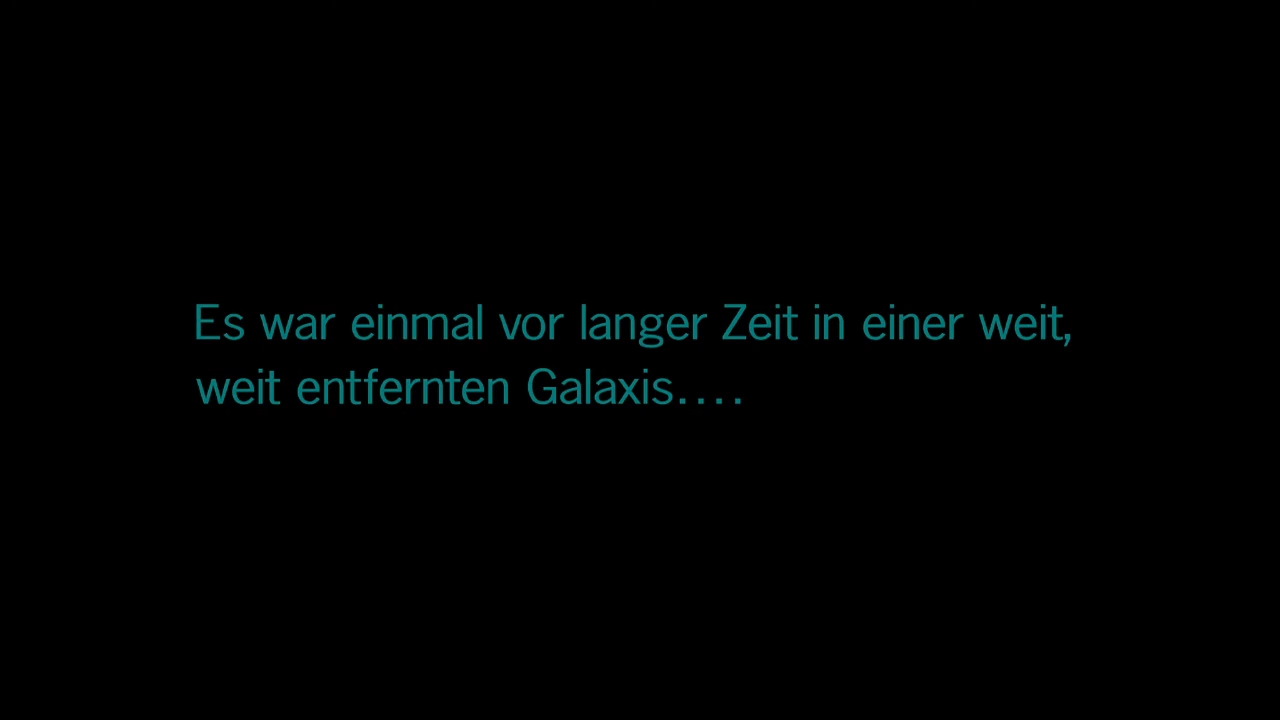 Es war einmal vor langer Zeit in einer weit,
weit entfernten Galaxis....